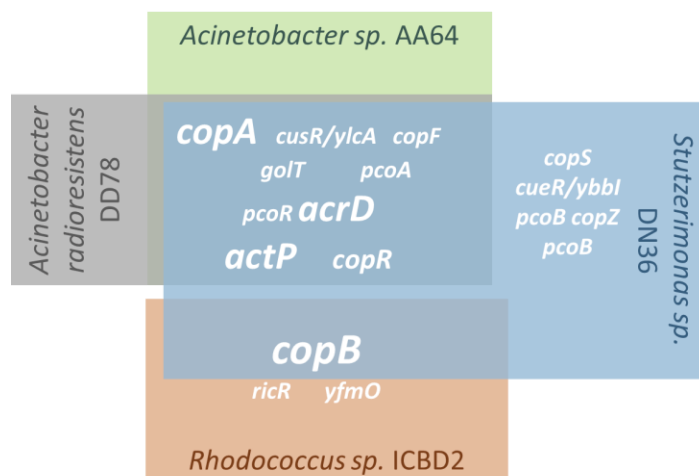 Acinetobacter sp. AA64
Acinetobacter
radioresistens
DD78
copA cusR/ylcA copF
golT pcoA
pcoR acrD
actP copR
copS
cueR/ybbI
pcoB copZ
pcoB
Stutzerimonas sp.
DN36
copB
ricR yfmO
Rhodococcus sp. ICBD2